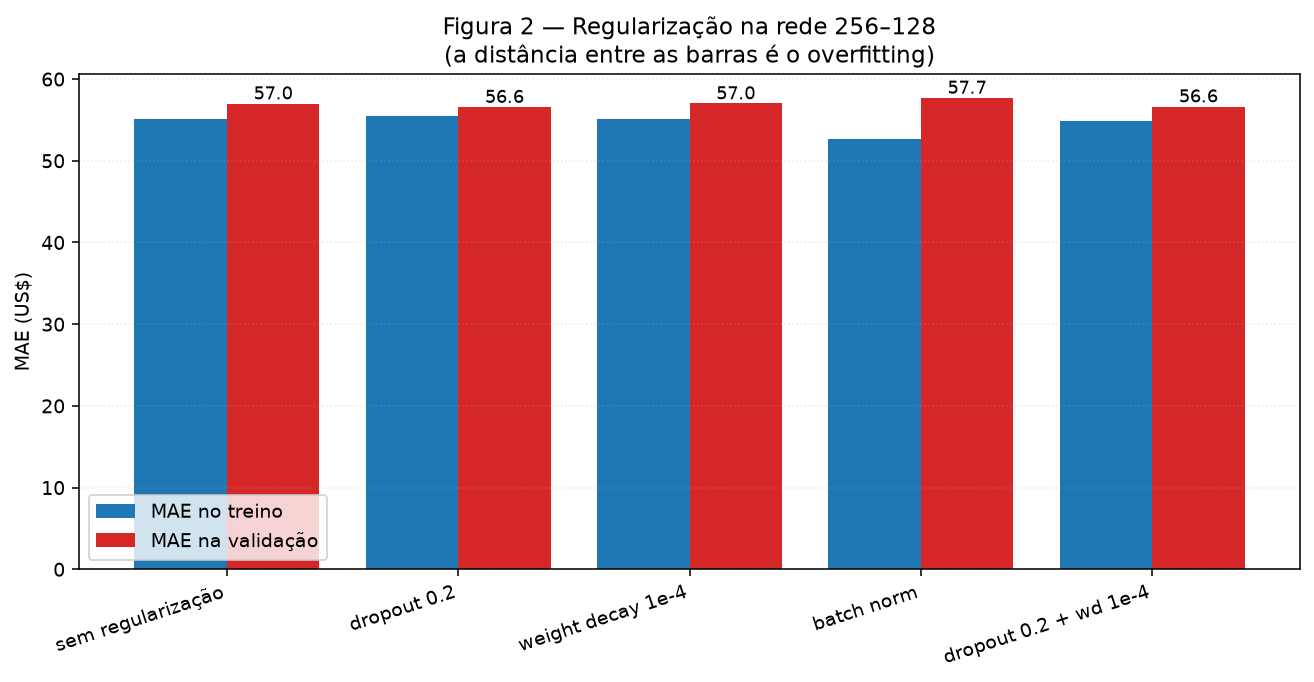 Figura 2 — Regularização na rede 256–128
(a distância entre as barras é o overfitting)
MAE (US$)
60
50
40
30
20
10
0
57.0
56.6
57.0
57.7
56.6
MAE no treino
MAE na validação
sem regularização
dropout 0.2
weight decay 1e-4
batch norm
dropout 0.2 + wd 1e-4